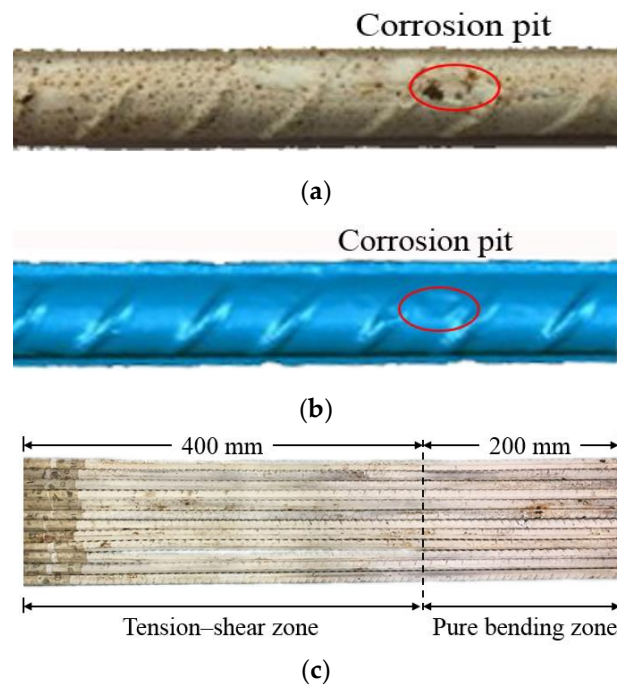 Corrosion pit
(a)
Corrosion pit
(b)
400 mm 200 mm
Tension–shear zone Pure bending zone
(c)